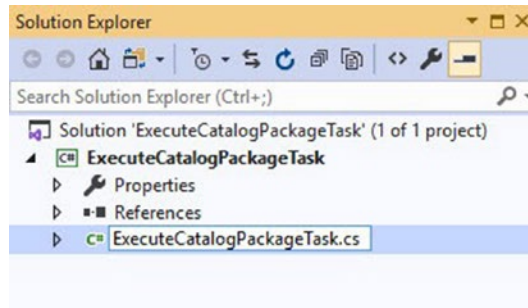 Solution Explorer
Search Solution Explorer (Ctrl+;)
Solution 'ExecuteCatalogPackageTask' (1 of 1 project)
C# ExecuteCatalogPackageTask
Properties
References
C# ExecuteCatalogPackageTask.cs